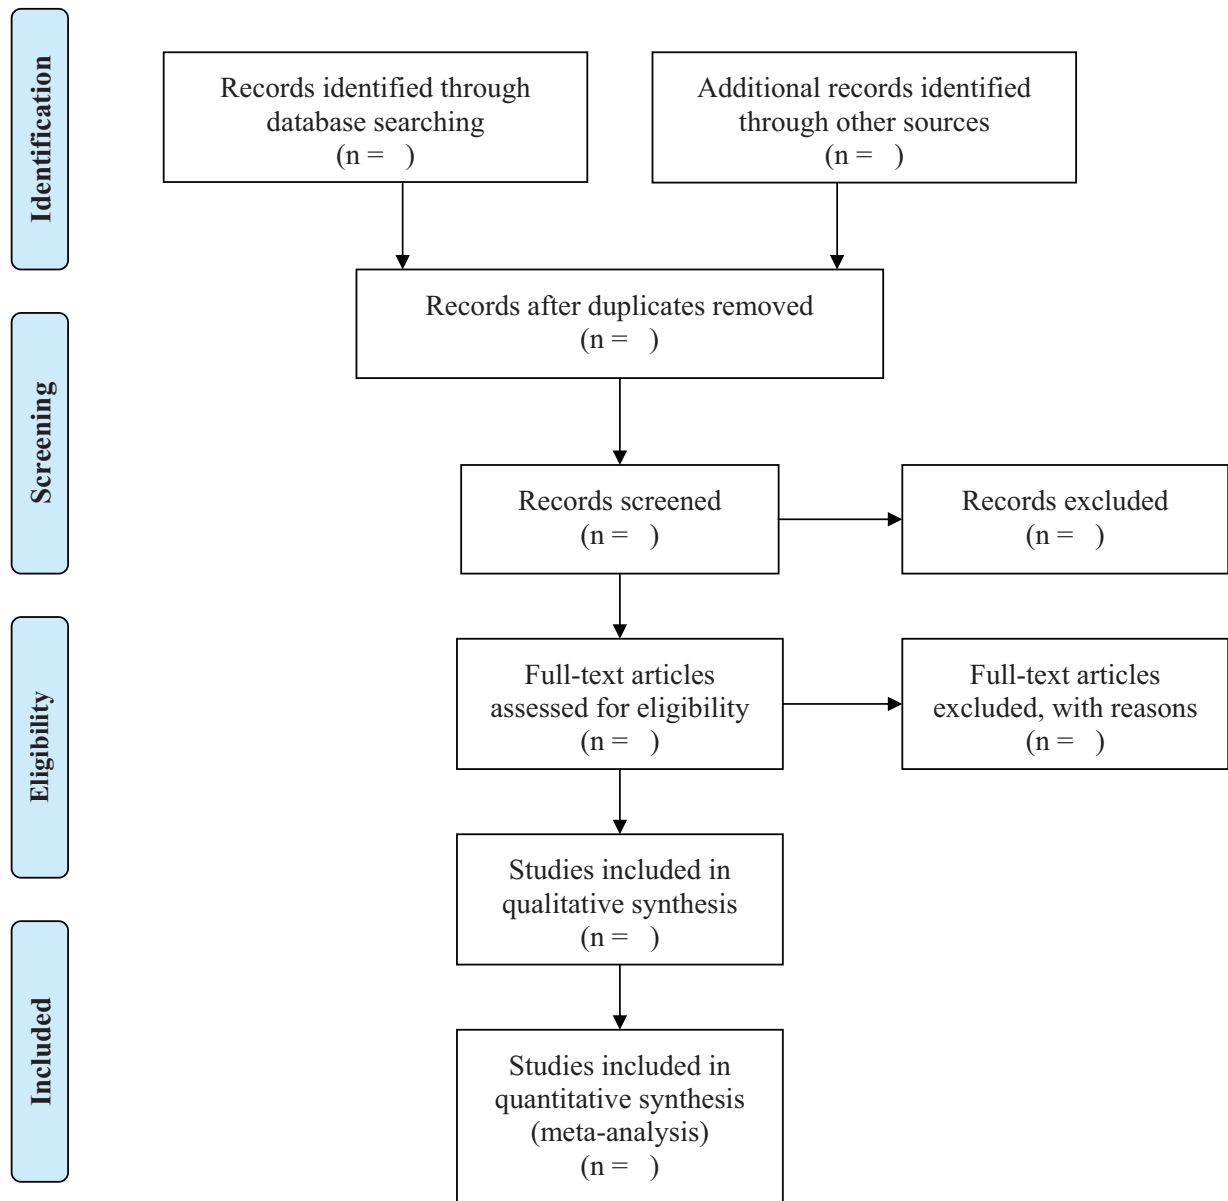 Identification
Records identified through
database searching
(n =   )
Additional records identified
through other sources
(n =   )
Records after duplicates removed
(n =   )
Screening
Records screened
(n =   )
Records excluded
(n =   )
Eligibility
Full-text articles
assessed for eligibility
(n =   )
Full-text articles
excluded, with reasons
(n =   )
Studies included in
qualitative synthesis
(n =   )
Included
Studies included in
quantitative synthesis
(meta-analysis)
(n =   )